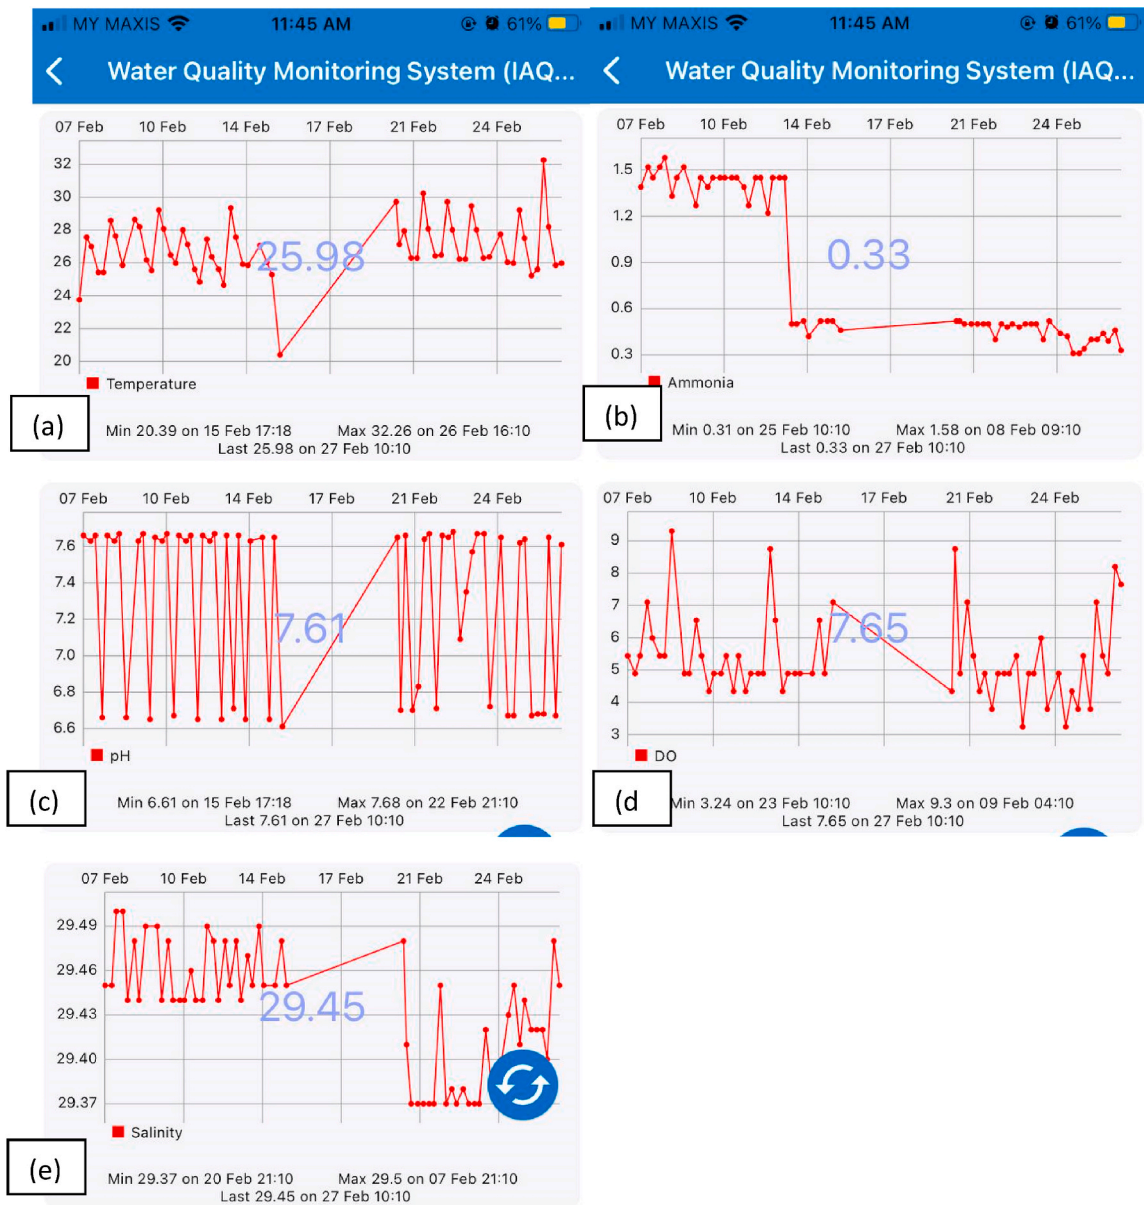 MY MAXIS 11:45 AM 61%
Water Quality Monitoring System (IAQ...
07 Feb 10 Feb 14 Feb 17 Feb 21 Feb 24 Feb
32
30
28
26
24
22
20
25.98
Temperature
(a)
Min 20.39 on 15 Feb 17:18 Max 32.26 on 26 Feb 16:10
Last 25.98 on 27 Feb 10:10
MY MAXIS 11:45 AM 61%
Water Quality Monitoring System (IAQ...
07 Feb 10 Feb 14 Feb 17 Feb 21 Feb 24 Feb
1.5
1.2
0.9
0.6
0.3
0.33
Ammonia
(b)
Min 0.31 on 25 Feb 10:10 Max 1.58 on 08 Feb 09:10
Last 0.33 on 27 Feb 10:10
07 Feb 10 Feb 14 Feb 17 Feb 21 Feb 24 Feb
7.6
7.4
7.2
7.0
6.8
6.6
7.61
pH
(c)
Min 6.61 on 15 Feb 17:18 Max 7.68 on 22 Feb 21:10
Last 7.61 on 27 Feb 10:10
07 Feb 10 Feb 14 Feb 17 Feb 21 Feb 24 Feb
9
8
7
6
5
4
3
7.65
DO
(d)
Min 3.24 on 23 Feb 10:10 Max 9.3 on 09 Feb 04:10
Last 7.65 on 27 Feb 10:10
07 Feb 10 Feb 14 Feb 17 Feb 21 Feb 24 Feb
29.49
29.46
29.43
29.40
29.37
29.45
Salinity
(e)
Min 29.37 on 20 Feb 21:10 Max 29.5 on 07 Feb 21:10
Last 29.45 on 27 Feb 10:10